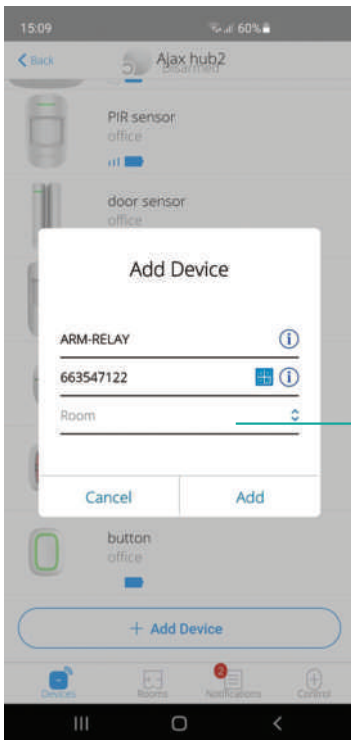 15:09 60%
Back Ajax hub2
Disarmed
PIR sensor
office
door sensor
office
Add Device
ARM-RELAY
663547122
Room
Cancel Add
button
office
+ Add Device
2
Devices Rooms Notifications Control